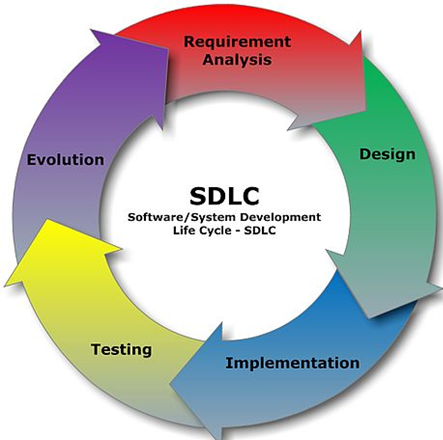 Requirement
Analysis
Design
Implementation
Testing
Evolution
SDLC
Software/System Development
Life Cycle - SDLC